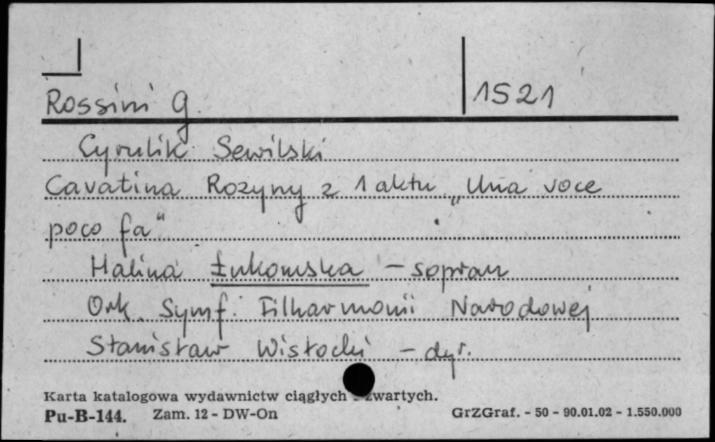 Rossini G. 1521
Cyrulik Sewilski
Cavatina Rozyny z 1 aktu „Una voce
poco fa"
Halina Łukomska – sopran
Ork. Symf. Filharmonii Narodowej
Stanisław Wisłocki – dyr.
Karta katalogowa wydawnictw ciągłych zwartych.
Pu-B-144. Zam. 12 - DW-On GrZGraf. - 50 - 90.01.02 - 1.550.000